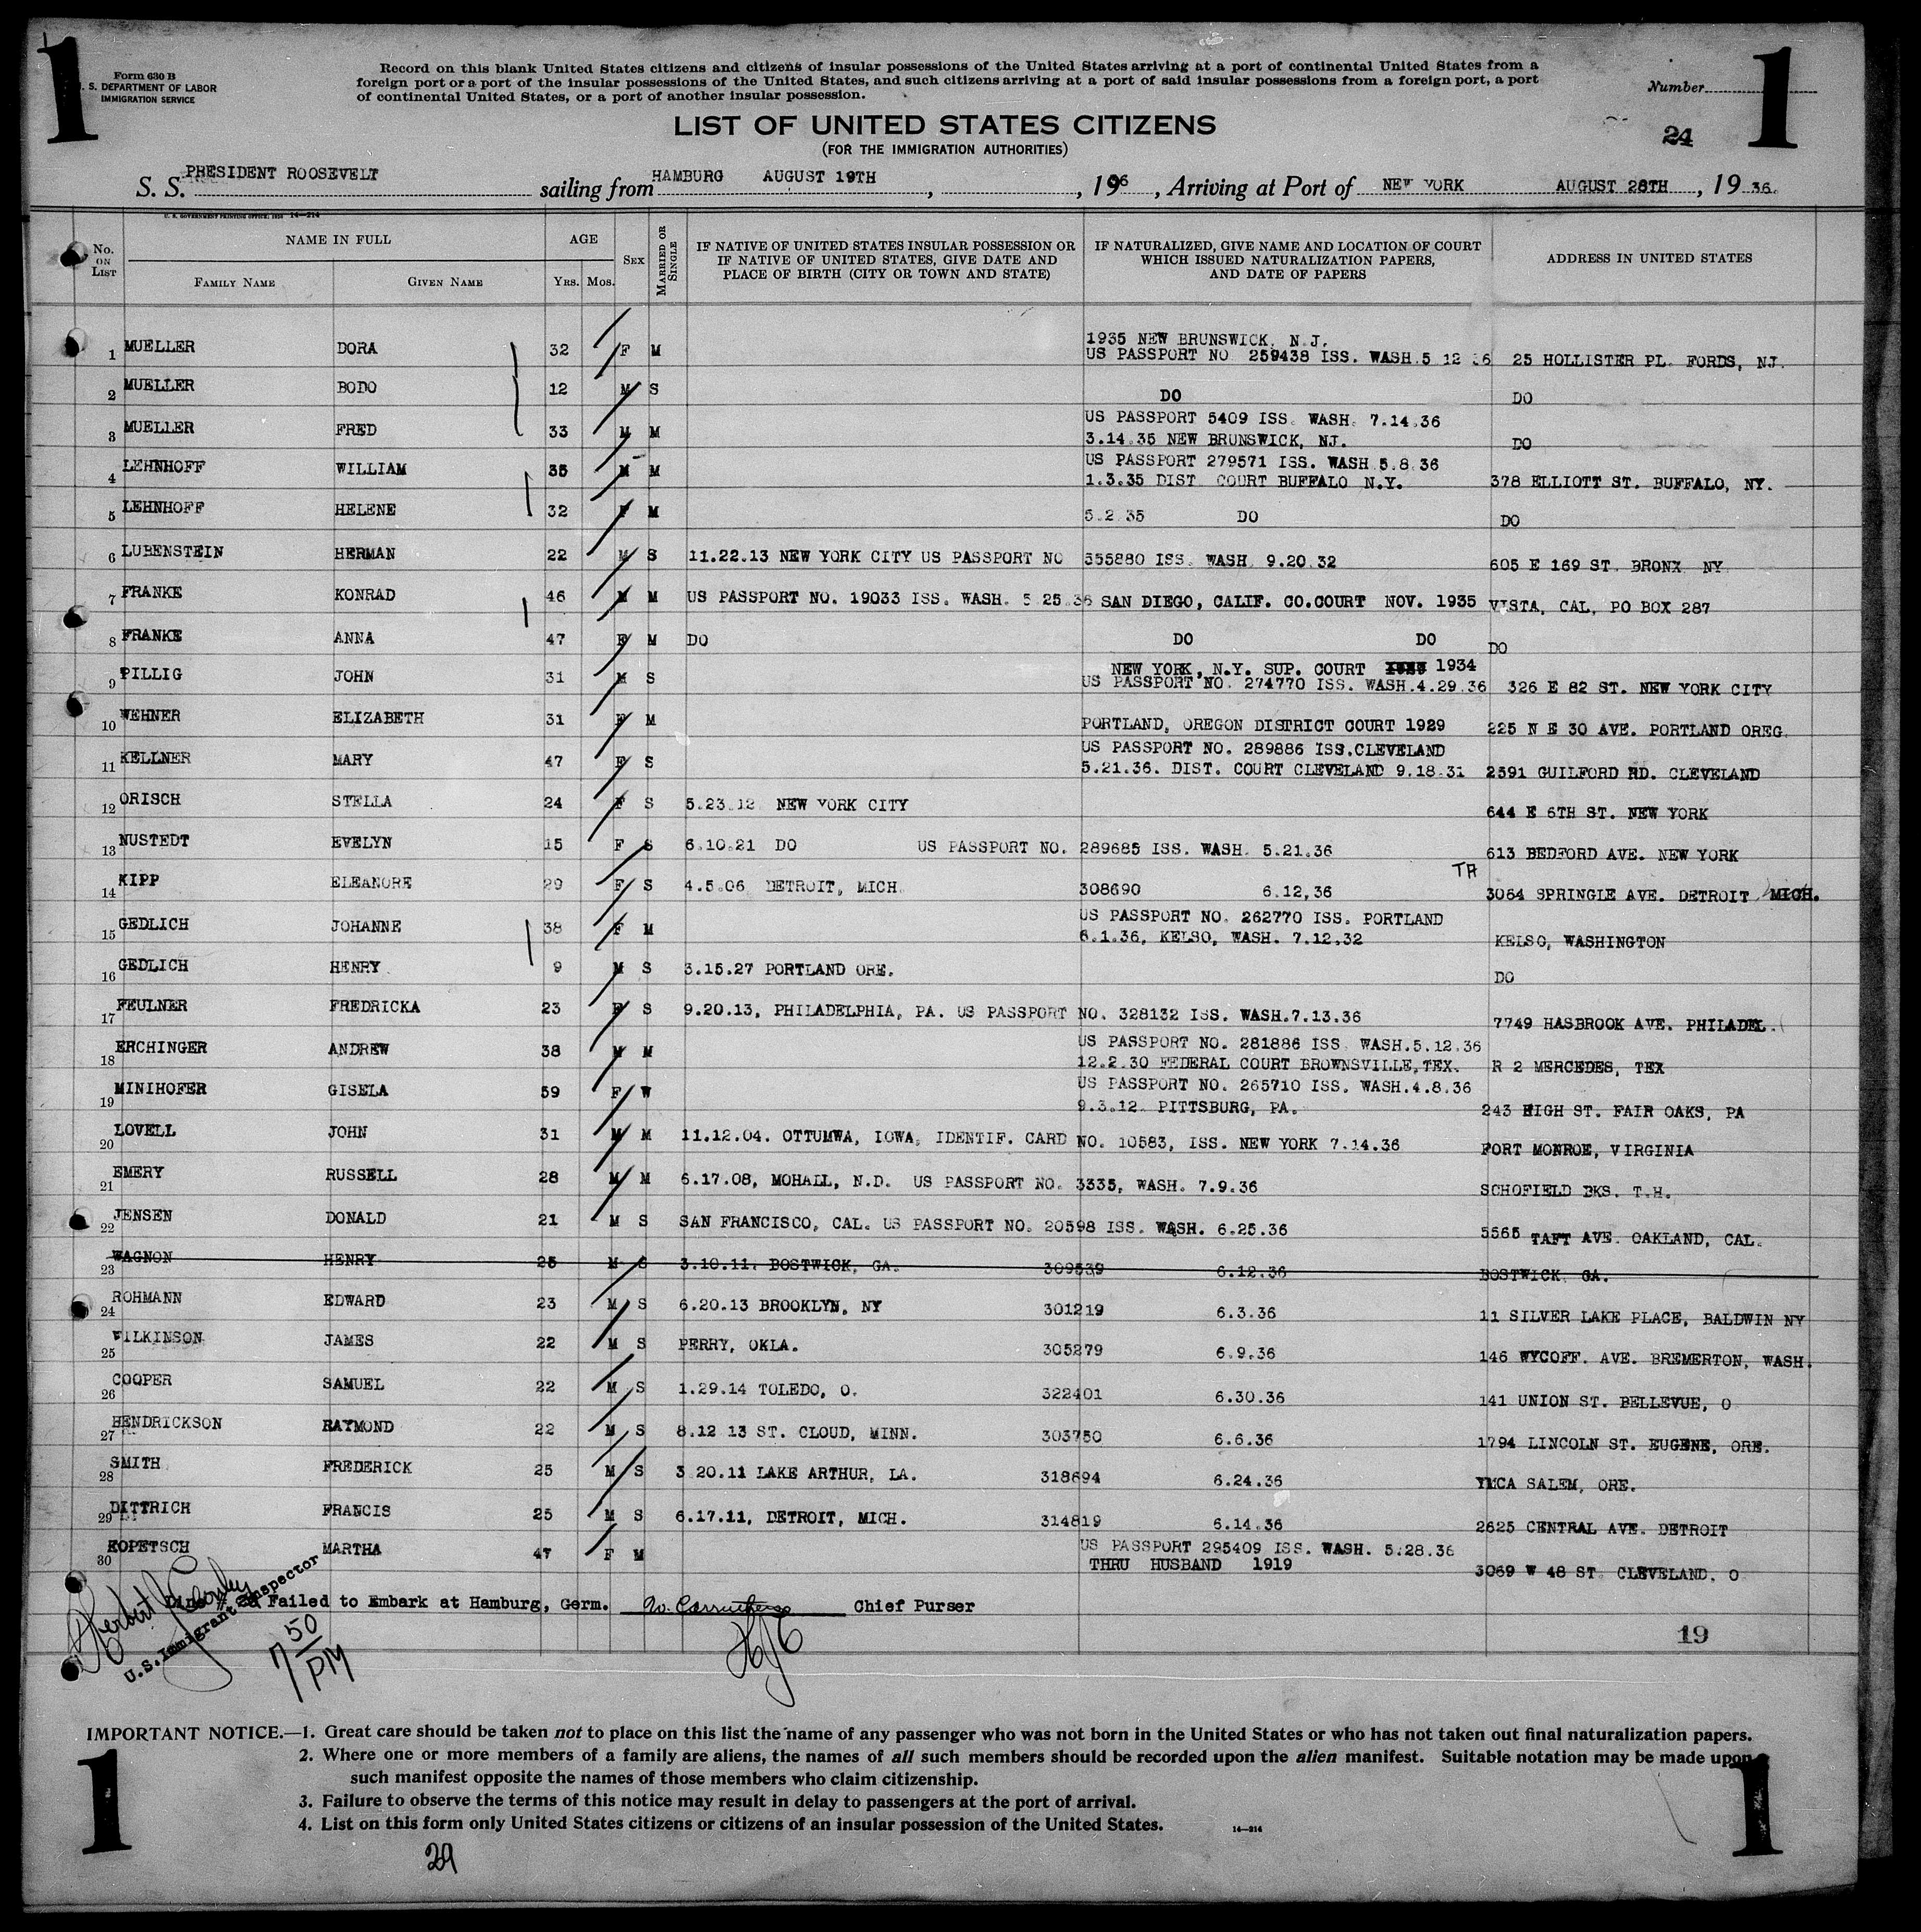 1 1
Form 630 B
U. S. DEPARTMENT OF LABOR
IMMIGRATION SERVICE
Record on this blank United States citizens and citizens of insular possessions of the United States arriving at a port of continental United States from a
foreign port or a port of the insular possessions of the United States, and such citizens arriving at a port of said insular possessions from a foreign port, a port
of continental United States, or a port of another insular possession.
Number
LIST OF UNITED STATES CITIZENS
(FOR THE IMMIGRATION AUTHORITIES)
24
S. S. PRESIDENT ROOSEVELT sailing from HAMBURG AUGUST 19TH , , 1936 , Arriving at Port of NEW YORK AUGUST 28TH , 19 36.
U. S. GOVERNMENT PRINTING OFFICE: 1934 14—214
No. ON LIST NAME IN FULL AGE SEX MARRIED OR SINGLE IF NATIVE OF UNITED STATES INSULAR POSSESSION OR IF NATIVE OF UNITED STATES, GIVE DATE AND PLACE OF BIRTH (CITY OR TOWN AND STATE) IF NATURALIZED, GIVE NAME AND LOCATION OF COURT WHICH ISSUED NATURALIZATION PAPERS, AND DATE OF PAPERS ADDRESS IN UNITED STATES
FAMILY NAME GIVEN NAME YRS. MOS.
1935 NEW BRUNSWICK, N.J.
1 MUELLER DORA 32 F M US PASSPORT NO 259438 ISS. WASH.5 12 36 25 HOLLISTER PL. FORDS, NJ.
2 MUELLER BODO 12 M S DO DO
US PASSPORT 5409 ISS. WASH. 7.14.36
3 MUELLER FRED 33 M M 3.14.35 NEW BRUNSWICK, NJ. DO
US PASSPORT 279571 ISS. WASH 5.8.36
4 LEHNHOFF WILLIAM 35 M M 1.3.35 DIST COURT BUFFALO N.Y. 378 ELLIOTT ST. BUFFALO, NY.
5 LEHNHOFF HELENE 32 F M 5.2.35 DO DO
6 LUBENSTEIN HERMAN 22 M S 11.22.13 NEW YORK CITY US PASSPORT NO 555880 ISS. WASH 9.20.32 605 E 169 ST. BRONX NY
7 FRANKE KONRAD 46 M M US PASSPORT NO. 19033 ISS. WASH. 5 25.36 SAN DIEGO, CALIF. CO.COURT NOV. 1935 VISTA, CAL, PO BOX 287
8 FRANKE ANNA 47 F M DO DO DO DO
NEW YORK, N.Y. SUP. COURT 1934
9 PILLIG JOHN 31 M S US PASSPORT NO. 274770 ISS. WASH.4.29.36 326 E 82 ST. NEW YORK CITY
10 WEHNER ELIZABETH 31 F M PORTLAND, OREGON DISTRICT COURT 1929 225 N E 30 AVE. PORTLAND OREG
US PASSPORT NO. 289886 ISS.CLEVELAND
11 KELLNER MARY 47 F S 5.21.36. DIST. COURT CLEVELAND 9.18.31 2591 GUILFORD RD. CLEVELAND
12 ORISCH STELLA 24 F S 5.23.12 NEW YORK CITY 644 E 6TH ST. NEW YORK
13 NUSTEDT EVELYN 15 F S 6.10.21 DO US PASSPORT NO. 289685 ISS. WASH. 5.21.36 613 BEDFORD AVE. NEW YORK
TA
14 KIPP ELEANORE 29 F S 4.5.06 DETROIT, MICH 308690 6.12,36 3064 SPRINGLE AVE. DETROIT MICH.
US PASSPORT NO. 262770 ISS. PORTLAND
15 GEDLICH JOHANNE 38 F M 6.1.36, KELSO, WASH. 7.12.32 KELSO, WASHINGTON
16 GEDLICH HENRY 9 M S 3.15.27 PORTLAND ORE. DO
17 FEULNER FREDRICKA 23 F S 9.20.13, PHILADELPHIA, PA. US PASSPORT NO. 328132 ISS. WASH.7.13.36 7749 HASBROOK AVE. PHILADEL.
US PASSPORT NO. 281886 ISS WASH.5.12.36
18 ERCHINGER ANDREW 38 M M 12.2.30 FEDERAL COURT BROWNSVILLE,TEX. R 2 MERCEDES, TEX
US PASSPORT NO. 265710 ISS. WASH.4.8.36
19 MINIHOFER GISELA 59 F W 9.3.12. PITTSBURG, PA. 243 HIGH ST. FAIR OAKS, PA
20 LOVELL JOHN 31 M M 11.12.04. OTTUMWA, IOWA, IDENTIF. CARD NO. 10583, ISS. NEW YORK 7.14.36 FORT MONROE, VIRGINIA
21 EMERY RUSSELL 28 M M 6.17.08, MOHALL, N.D. US PASSPORT NO. 3335, WASH. 7.9.36 SCHOFIELD BKS. T.H.
22 JENSEN DONALD 21 M S SAN FRANCISCO, CAL. US PASSPORT NO. 20598 ISS. WASH. 6.25.36 5565 TAFT AVE. OAKLAND, CAL.
23 WAGNON HENRY 25 M S 3.10.11. BOSTWICK, GA. 309539 6.12.36 BOSTWICK, GA.
24 ROHMANN EDWARD 23 M S 6.20.13 BROOKLYN, NY 301219 6.3.36 11 SILVER LAKE PLACE, BALDWIN NY
25 WILKINSON JAMES 22 M S PERRY, OKLA. 305279 6.9.36 146 WYCOFF. AVE. BREMERTON, WASH.
26 COOPER SAMUEL 22 M S 1.29.14 TOLEDO, O. 322401 6.30.36 141 UNION ST. BELLEVUE, O
27 HENDRICKSON RAYMOND 22 M S 8.12 13 ST. CLOUD, MINN. 303750 6.6.36 1794 LINCOLN ST. EUGENE, ORE.
28 SMITH FREDERICK 25 M S 3 20.11 LAKE ARTHUR, LA. 318694 6.24.36 YMCA SALEM, ORE.
29 DITTRICH FRANCIS 25 M S 6.17.11, DETROIT, MICH. 314819 6.14.36 2625 CENTRAL AVE. DETROIT
US PASSPORT 295409 ISS. WASH. 5.28.36
30 KOPETSCH MARTHA 47 F M THRU HUSBAND 1919 3069 W 48 ST. CLEVELAND, O
Line # 23 Failed to Embark at Hamburg, Germ. Chief Purser
U.S. Immigrant Inspector
7 50 PM
19
IMPORTANT NOTICE.—1. Great care should be taken not to place on this list the name of any passenger who was not born in the United States or who has not taken out final naturalization papers.
2. Where one or more members of a family are aliens, the names of all such members should be recorded upon the alien manifest. Suitable notation may be made upon
such manifest opposite the names of those members who claim citizenship.
3. Failure to observe the terms of this notice may result in delay to passengers at the port of arrival.
4. List on this form only United States citizens or citizens of an insular possession of the United States.
14—214
1 1
29